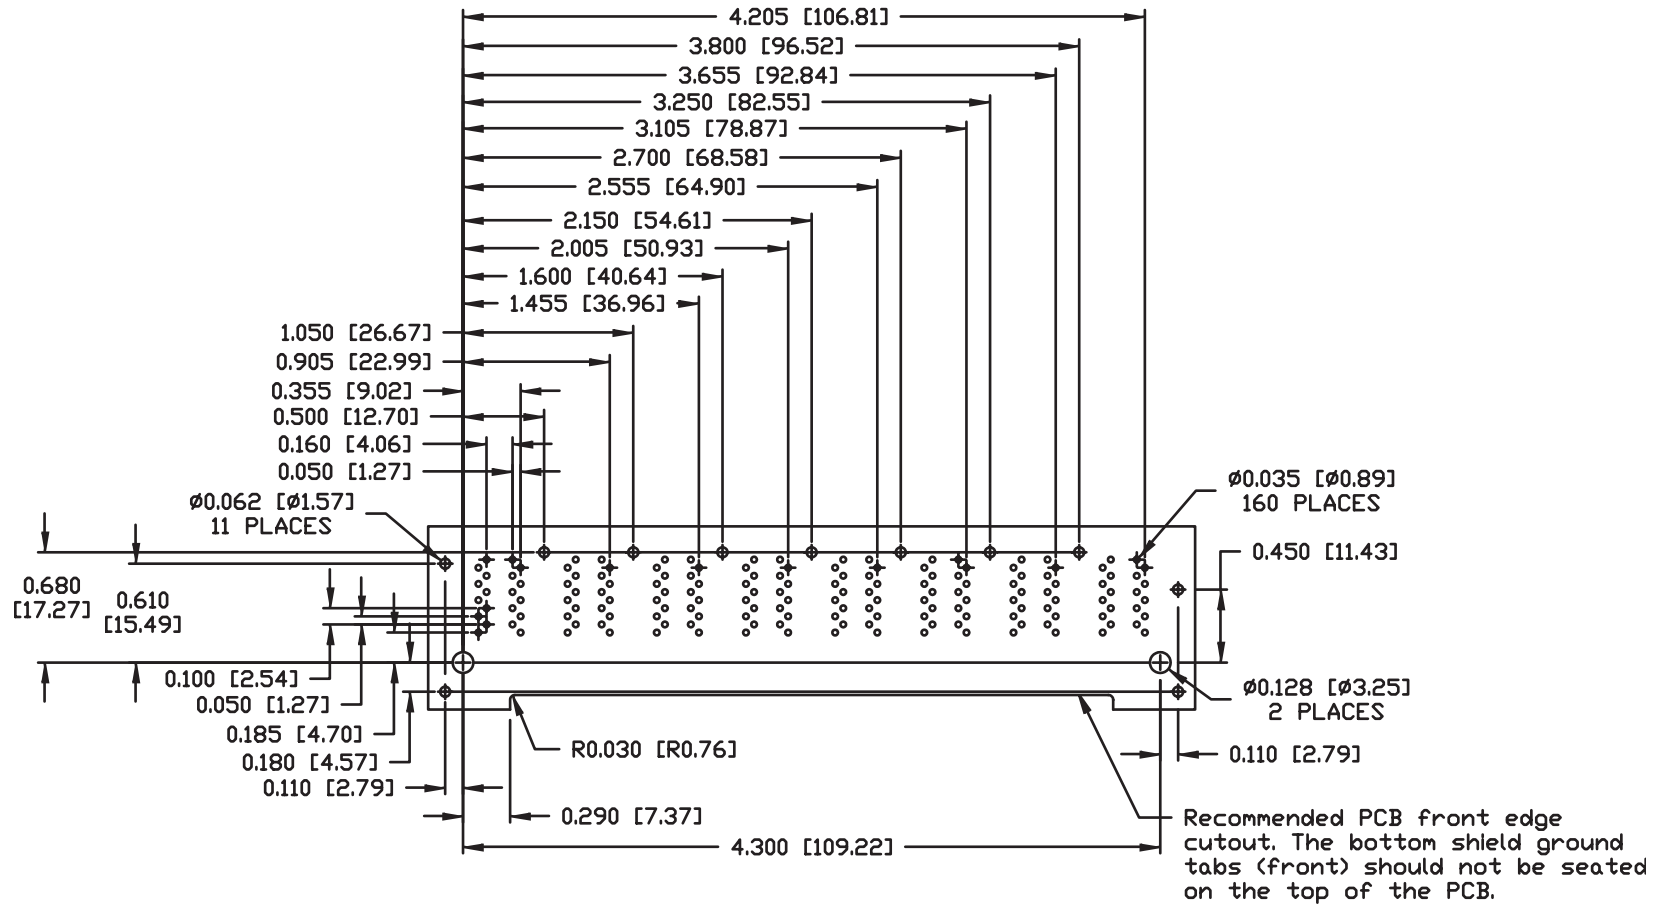 4.205 [106.81]
3.800 [96.52]
3.655 [92.84]
3.250 [82.55]
3.105 [78.87]
2.700 [68.58]
2.555 [64.90]
2.150 [54.61]
2.005 [50.93]
1.600 [40.64]
1.455 [36.96]
1.050 [26.67]
0.905 [22.99]
0.355 [9.02]
0.500 [12.70]
0.160 [4.06]
0.050 [1.27]
Ø0.062 [Ø1.57]
11 PLACES
Ø0.035 [Ø0.89]
160 PLACES
0.450 [11.43]
0.680
[17.27]
0.610
[15.49]
0.100 [2.54]
0.050 [1.27]
0.185 [4.70]
0.180 [4.57]
0.110 [2.79]
Ø0.128 [Ø3.25]
2 PLACES
R0.030 [R0.76]
0.110 [2.79]
0.290 [7.37]
4.300 [109.22]
Recommended PCB front edge
cutout. The bottom shield ground
tabs (front) should not be seated
on the top of the PCB.